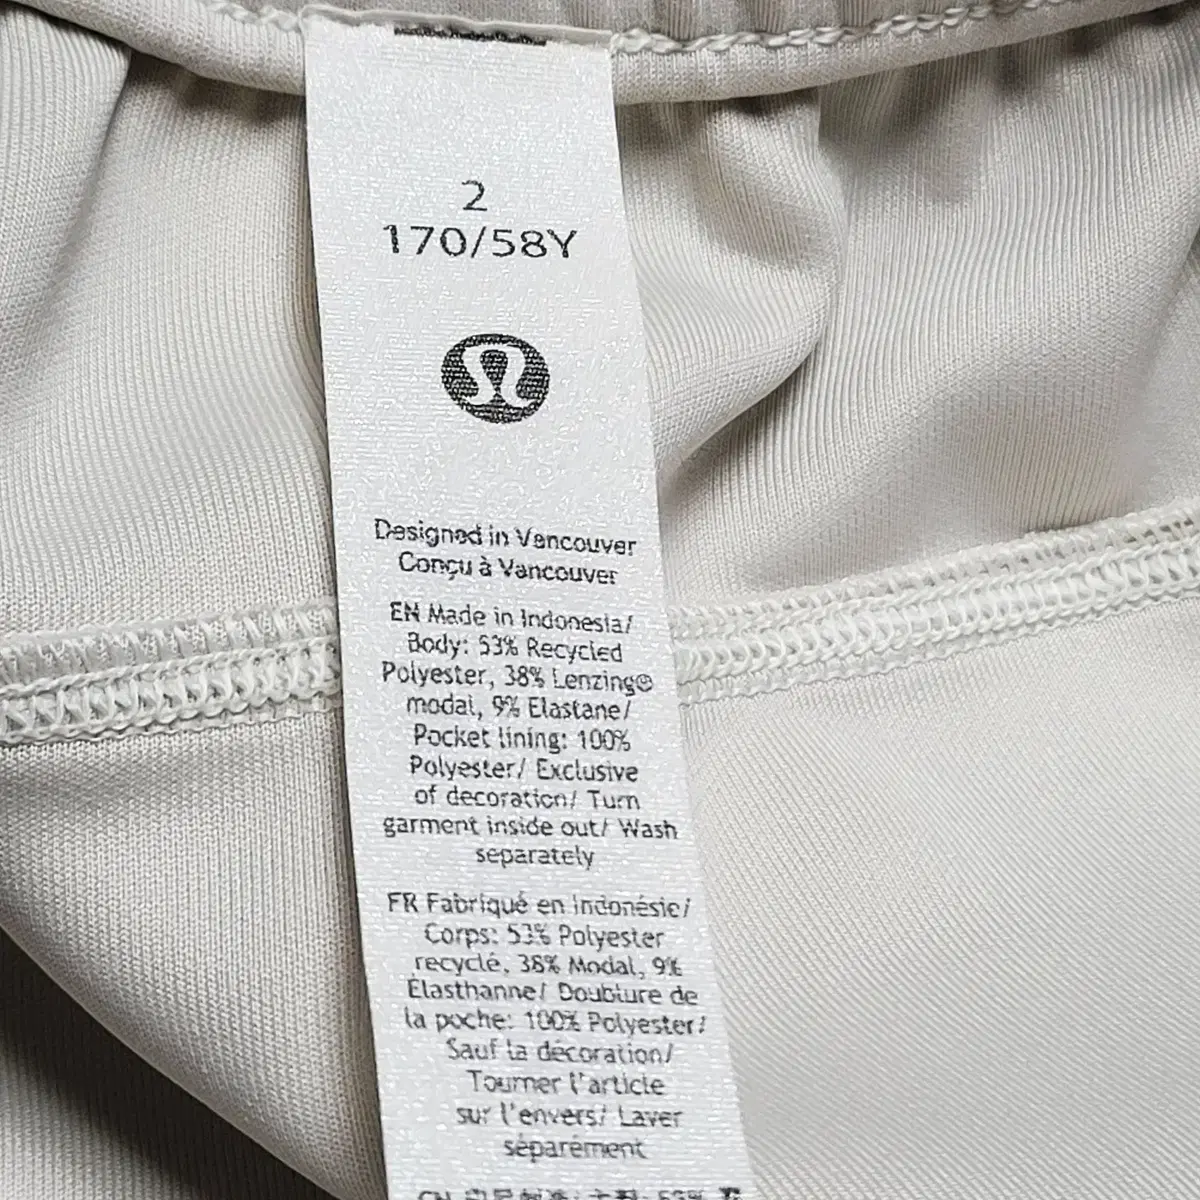 2
170/58Y
Designed in Vancouver
Conçu à Vancouver
EN Made in Indonesia/
Body: 53% Recycled
Polyester, 38% Lenzing®
modal, 9% Elastane/
Pocket lining: 100%
Polyester/ Exclusive
of decoration/ Turn
garment inside out/ Wash
separately
FR Fabriqué en Indonésie/
Corps: 53% Polyester
recyclé, 38% Modal, 9%
Élasthanne/ Doublure de
la poche: 100% Polyester/
Sauf la décoration/
Tourner l'article
sur l'envers/ Laver
séparément